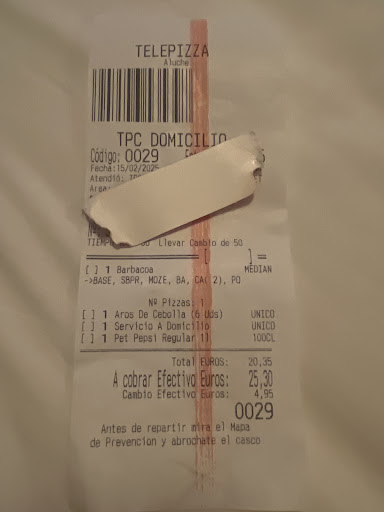 TELEPIZZA
Aluche
TPC DOMICILIO
Código: 0029
Fecha:15/02/2025
Atendió:
Area:
Llevar Cambio de 50
[ ] =
[ ] 1 Barbacoa MEDIAN
->BASE, SBPR, MOZE, BA, CA( 2), PO
Nº Pizzas: 1
[ ] 1 Aros De Cebolla (6 Uds) UNICO
[ ] 1 Servicio A Domicilio UNICO
[ ] 1 Pet Pepsi Regular 1l 100CL
Total EUROS: 20,35
A cobrar Efectivo Euros: 25,30
Cambio Efectivo Euros: 4,95
0029
Antes de repartir mira el Mapa
de Prevencion y abrochate el casco